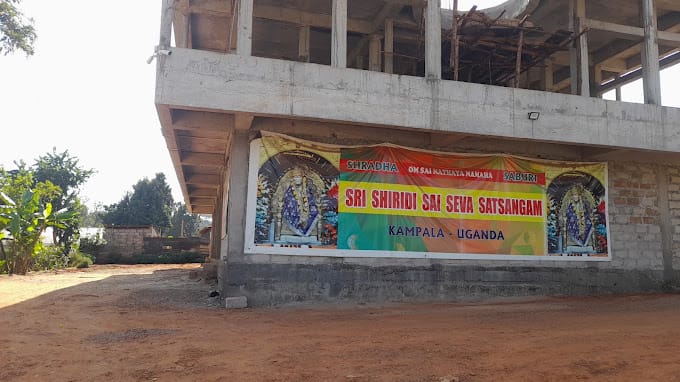 OM SAI NATHAYA NAMAHA
SHRADHA SABURI
SRI SHIRIDI SAI SEVA SATSANGAM
KAMPALA - UGANDA